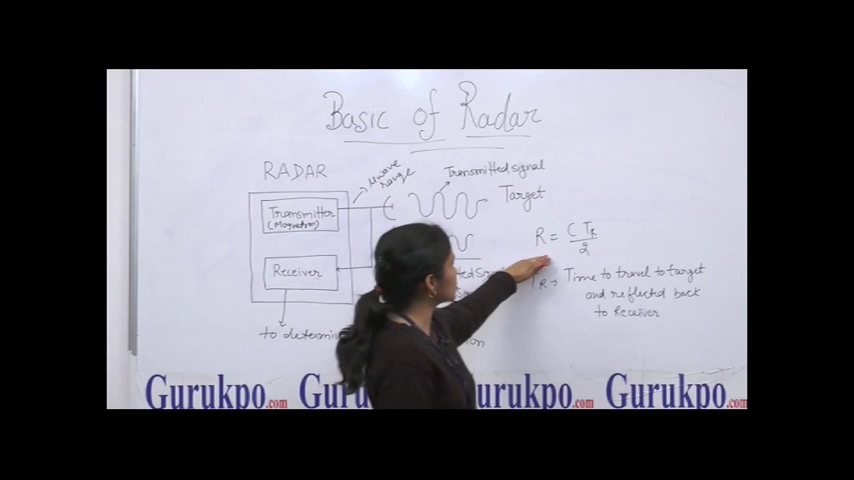 Basic of Radar
RADAR
μwave range
Transmitted signal
Target
Transmitter
(Magnetron)
R = C T_R / 2
Receiver
T_R → Time to travel to target
and reflected back
to Receiver
to
Gurukpo.com
Gurukpo.com
Gurukpo.com